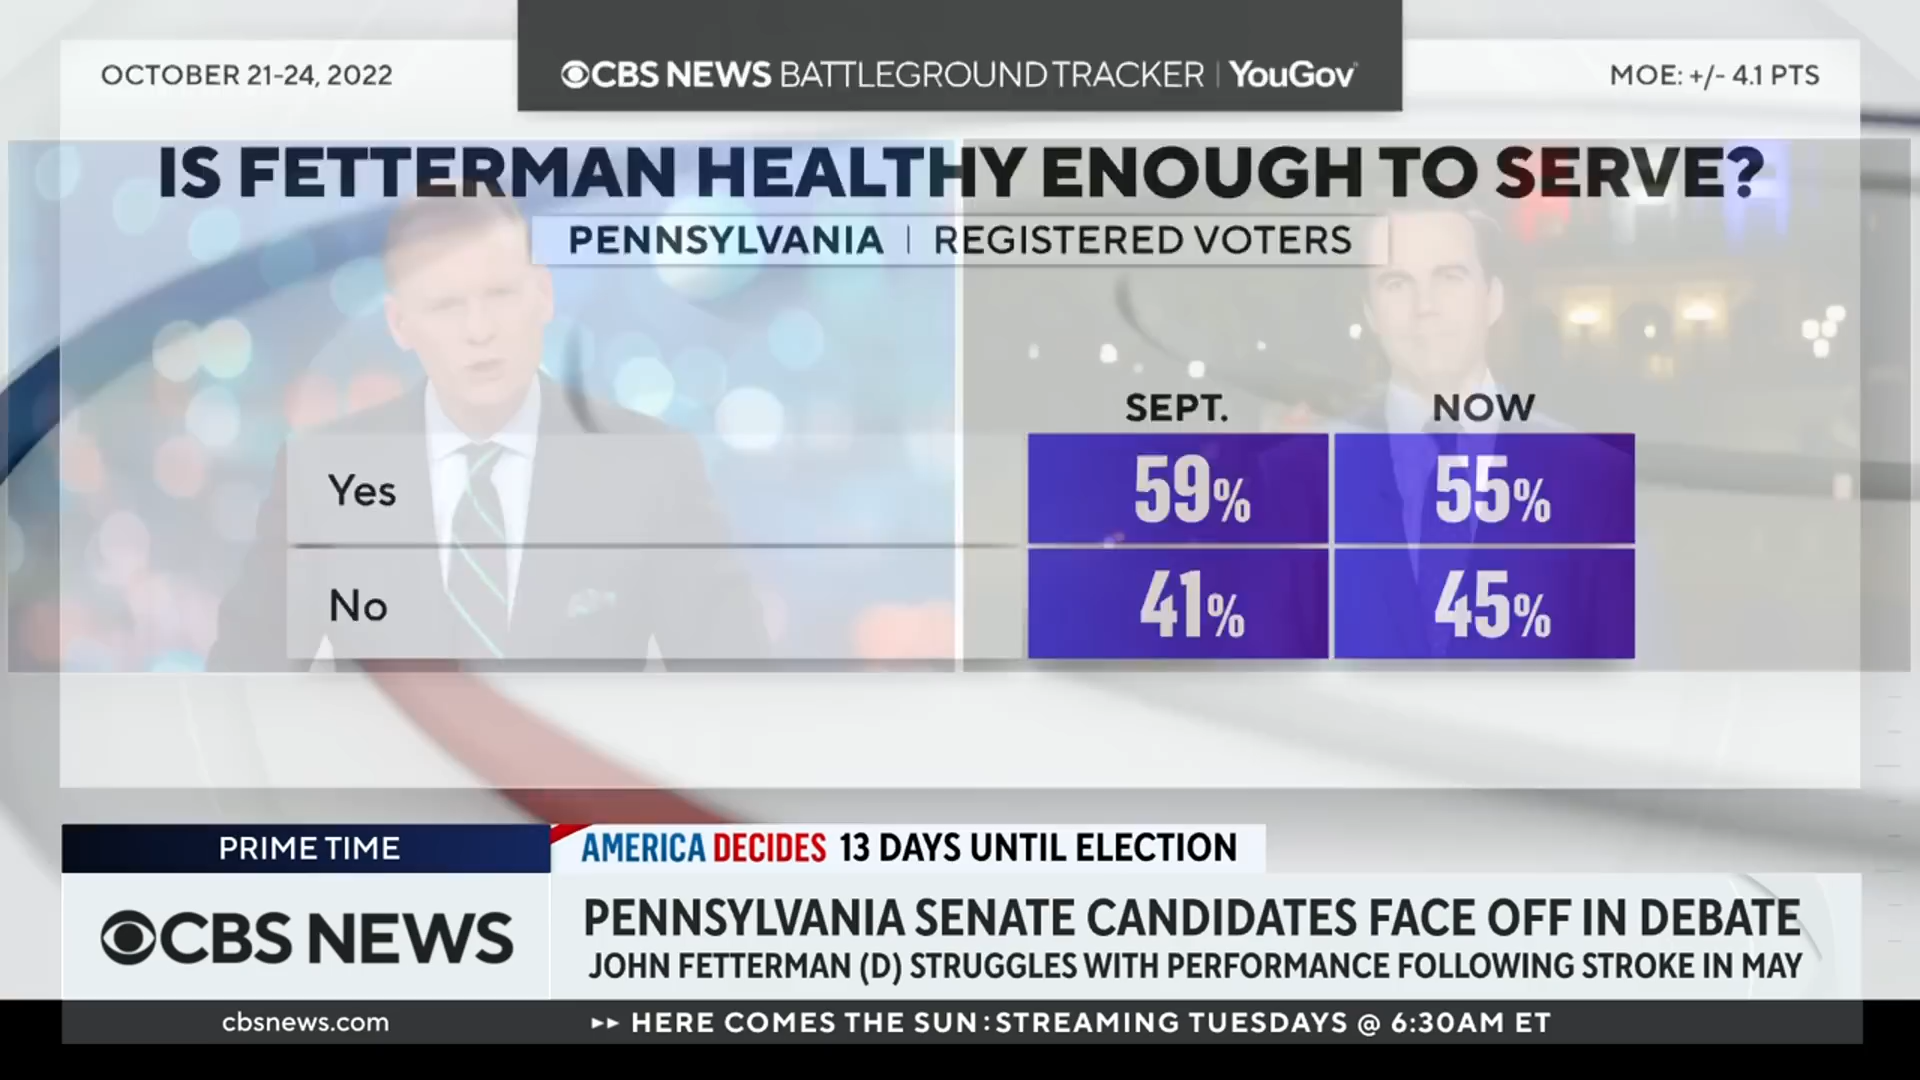 OCTOBER 21-24, 2022
CBS NEWS BATTLEGROUND TRACKER | YouGov
MOE: +/- 4.1 PTS
IS FETTERMAN HEALTHY ENOUGH TO SERVE?
PENNSYLVANIA | REGISTERED VOTERS
SEPT. NOW
Yes 59% 55%
No 41% 45%
PRIME TIME
AMERICA DECIDES 13 DAYS UNTIL ELECTION
CBS NEWS
PENNSYLVANIA SENATE CANDIDATES FACE OFF IN DEBATE
JOHN FETTERMAN (D) STRUGGLES WITH PERFORMANCE FOLLOWING STROKE IN MAY
cbsnews.com
HERE COMES THE SUN: STREAMING TUESDAYS @ 6:30AM ET